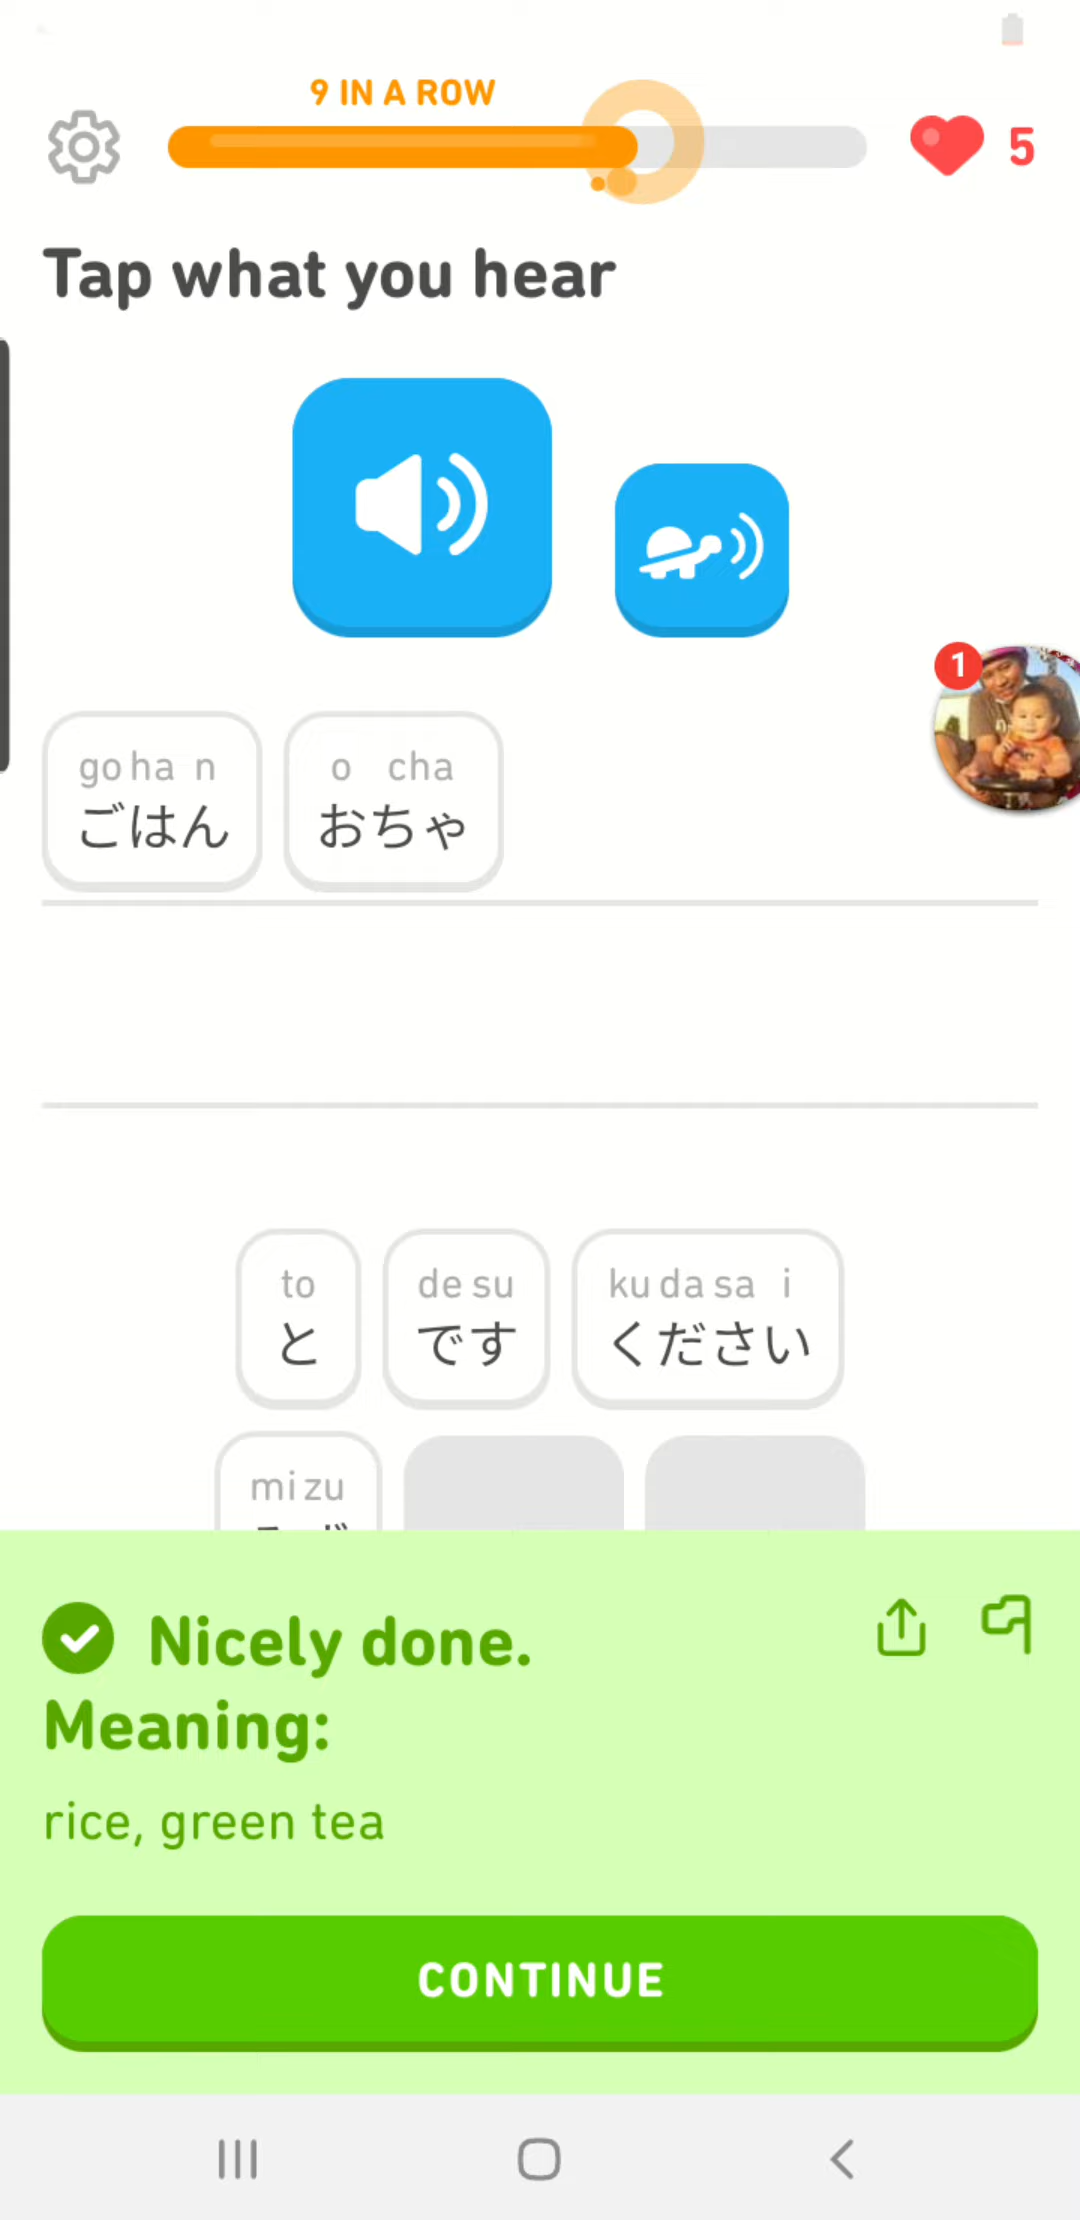 9 IN A ROW
5
Tap what you hear
1
go ha n
ごはん
o cha
おちゃ
to
と
de su
です
ku da sa i
ください
mi zu
Nicely done.
Meaning:
rice, green tea
CONTINUE